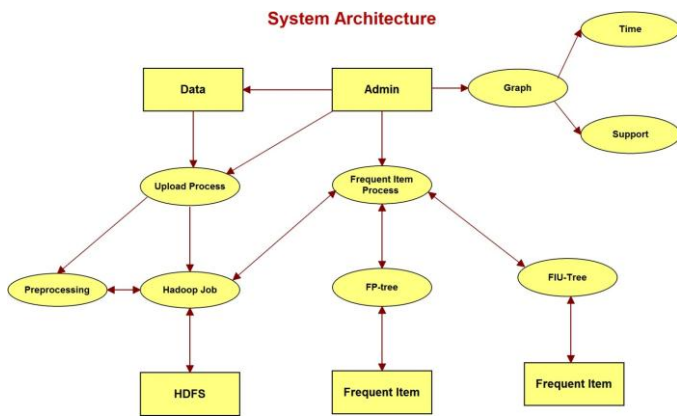 System Architecture
Time
Data
Admin
Graph
Support
Upload Process
Frequent Item
Process
Preprocessing
Hadoop Job
FP-tree
FIU-Tree
HDFS
Frequent Item
Frequent Item